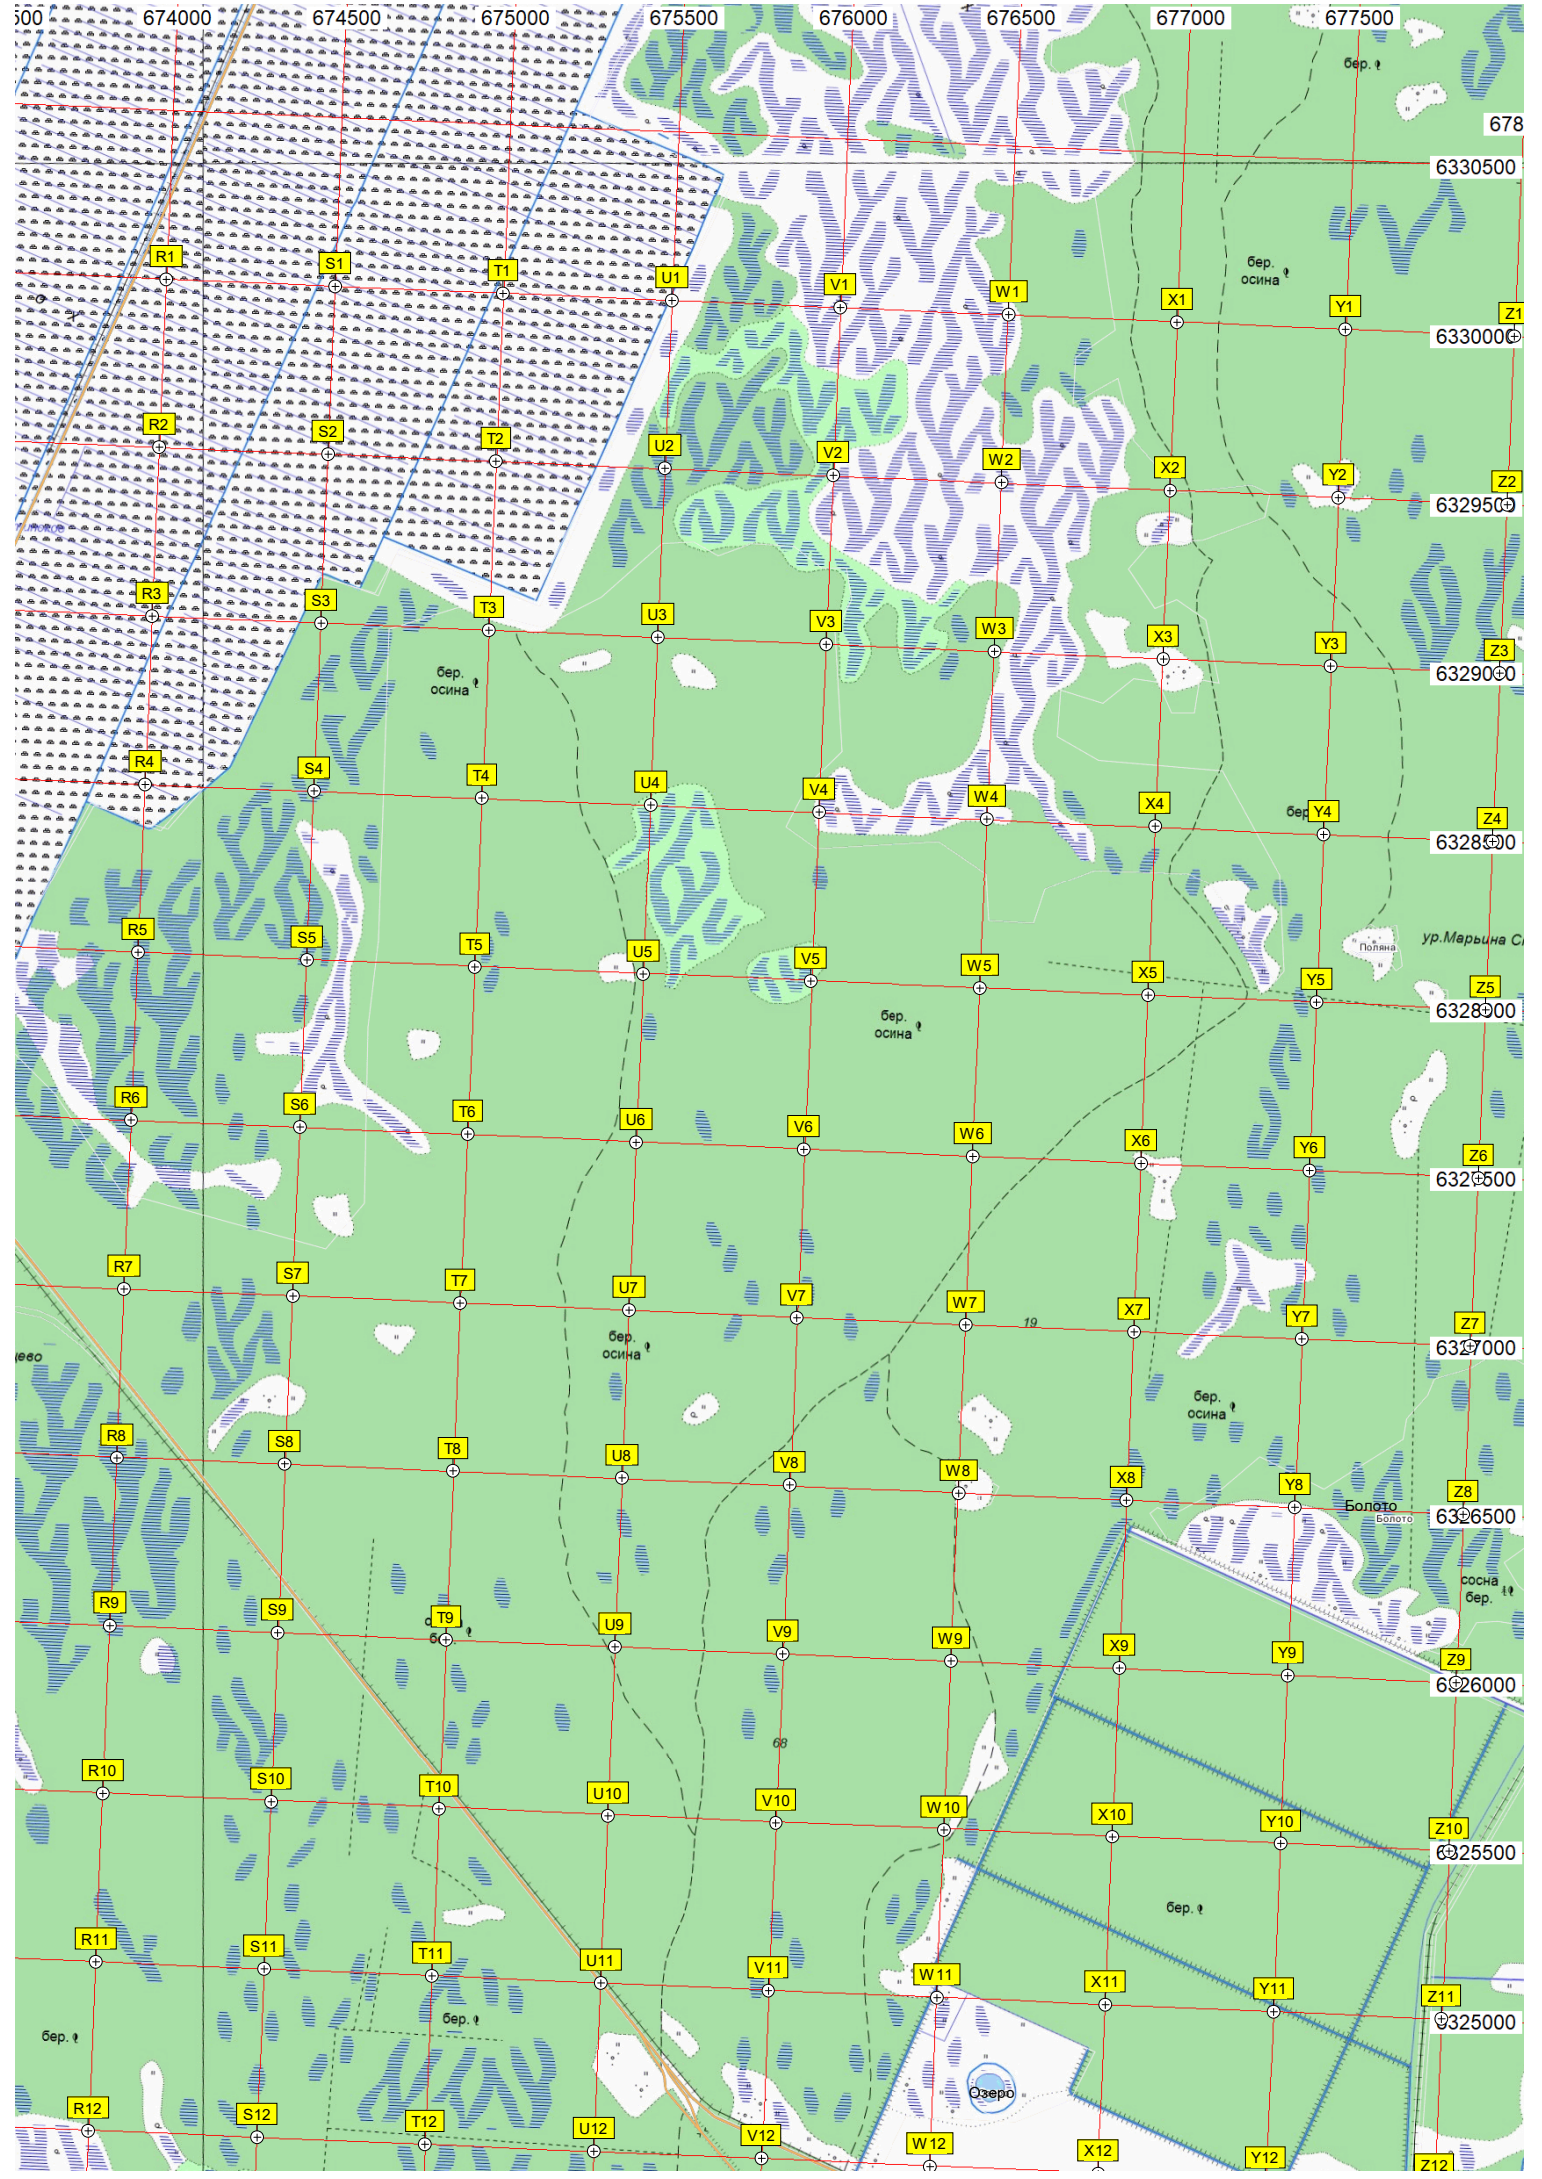 500 674000 674500 675000 675500 676000 676500 677000 677500
бер.
678
6330500
R1 S1 T1 U1 V1 W1 X1 Y1 Z1
бер.
осина
6330000
R2 S2 T2 U2 V2 W2 X2 Y2 Z2
6329500
R3 S3 T3 U3 V3 W3 X3 Y3 Z3
6329000
бер.
осина
R4 S4 T4 U4 V4 W4 X4 Y4 Z4
6328500
R5 S5 T5 U5 V5 W5 X5 Y5 Z5
ур.Марьина
Поляна
6328000
бер.
осина
R6 S6 T6 U6 V6 W6 X6 Y6 Z6
6327500
R7 S7 T7 U7 V7 W7 X7 Y7 Z7
19
6327000
цево
бер.
осина
бер.
осина
R8 S8 T8 U8 V8 W8 X8 Y8 Z8
Болото
Болото
6326500
сосна
бер.
R9 S9 T9 U9 V9 W9 X9 Y9 Z9
6326000
68
R10 S10 T10 U10 V10 W10 X10 Y10 Z10
6325500
бер.
R11 S11 T11 U11 V11 W11 X11 Y11 Z11
6325000
бер.
бер.
Озеро
R12 S12 T12 U12 V12 W12 X12 Y12 Z12